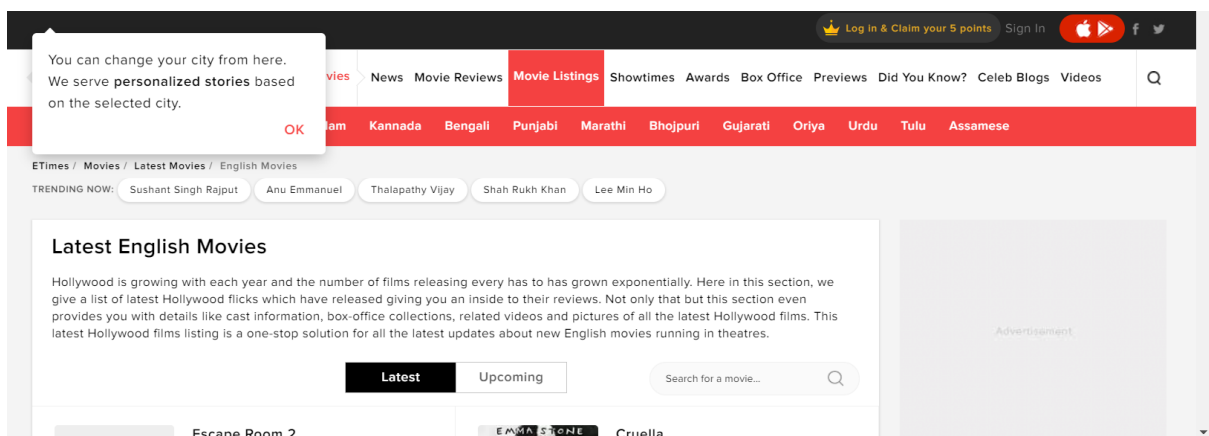 Log in & Claim your 5 points Sign In
You can change your city from here.
We serve personalized stories based
on the selected city.
OK
vies News Movie Reviews Movie Listings Showtimes Awards Box Office Previews Did You Know? Celeb Blogs Videos
lam Kannada Bengali Punjabi Marathi Bhojpuri Gujarati Oriya Urdu Tulu Assamese
ETimes / Movies / Latest Movies / English Movies
TRENDING NOW: Sushant Singh Rajput Anu Emmanuel Thalapathy Vijay Shah Rukh Khan Lee Min Ho
Latest English Movies
Hollywood is growing with each year and the number of films releasing every has to has grown exponentially. Here in this section, we
give a list of latest Hollywood flicks which have released giving you an inside to their reviews. Not only that but this section even
provides you with details like cast information, box-office collections, related videos and pictures of all the latest Hollywood films. This
latest Hollywood films listing is a one-stop solution for all the latest updates about new English movies running in theatres.
Advertisement
Latest Upcoming Search for a movie...
Escape Room 2 EMMA STONE Cruella